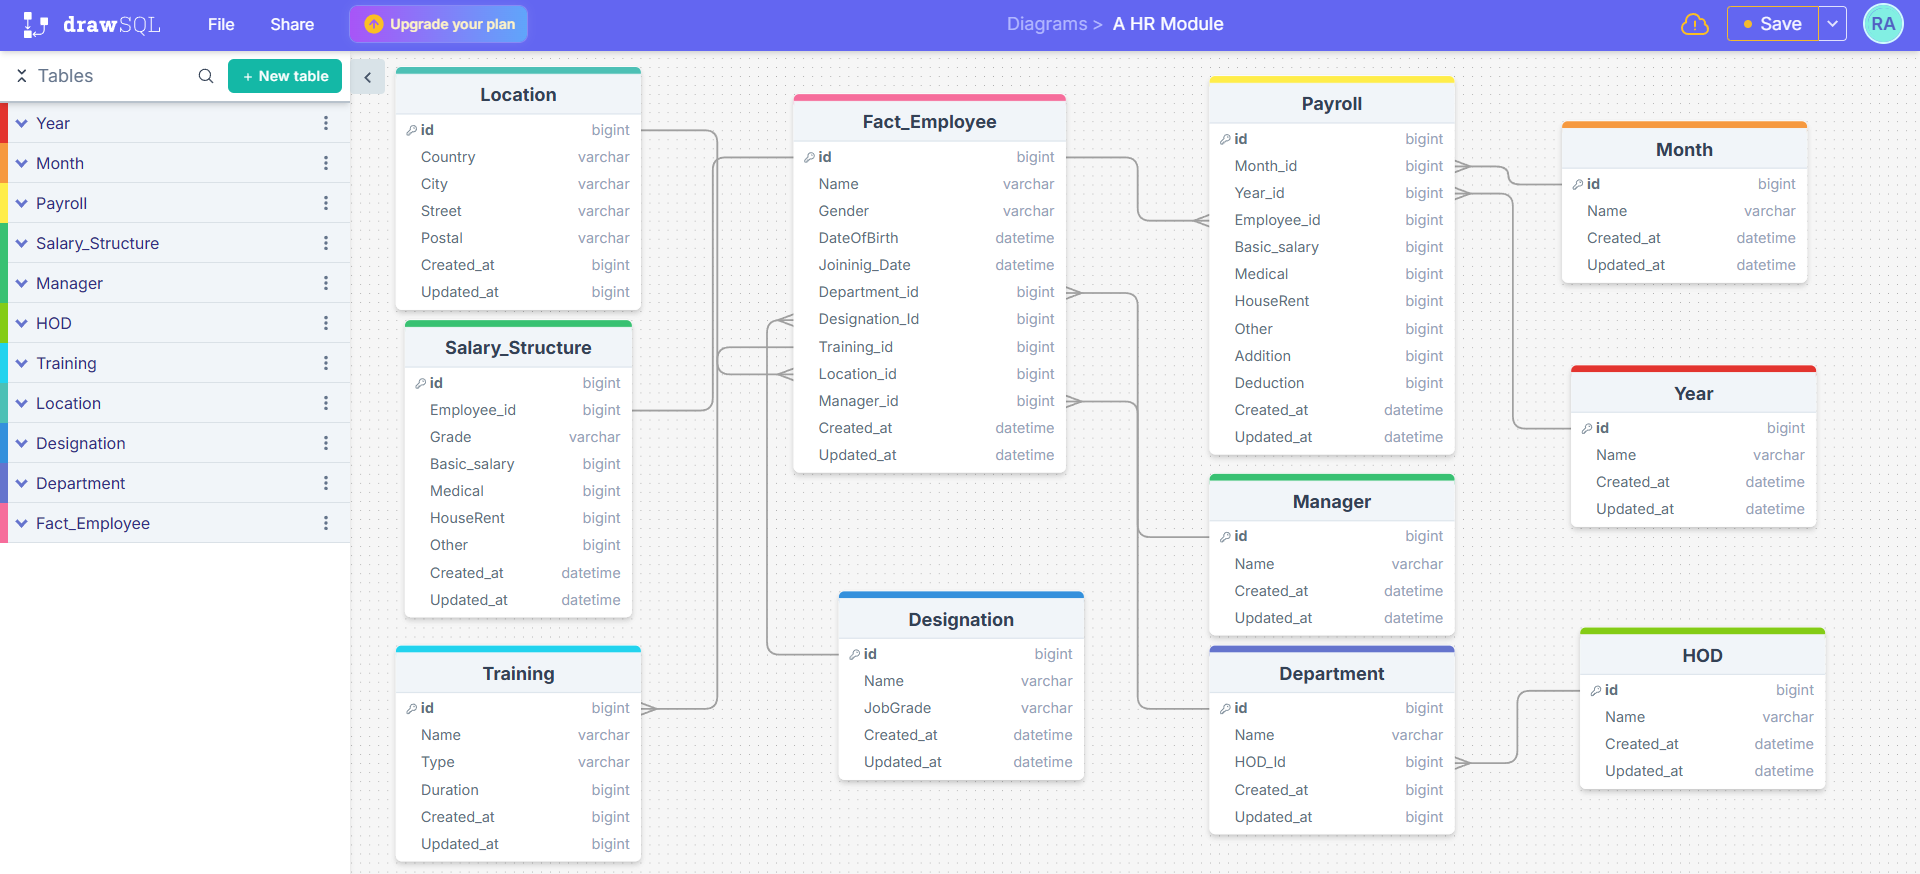 drawSQL File Share Upgrade your plan Diagrams > A HR Module Save RA
Tables + New table
Year
Month
Payroll
Salary_Structure
Manager
HOD
Training
Location
Designation
Department
Fact_Employee
Location
id bigint
Country varchar
City varchar
Street varchar
Postal varchar
Created_at bigint
Updated_at bigint
Salary_Structure
id bigint
Employee_id bigint
Grade varchar
Basic_salary bigint
Medical bigint
HouseRent bigint
Other bigint
Created_at datetime
Updated_at datetime
Training
id bigint
Name varchar
Type varchar
Duration bigint
Created_at bigint
Updated_at bigint
Fact_Employee
id bigint
Name varchar
Gender varchar
DateOfBirth datetime
Joininig_Date datetime
Department_id bigint
Designation_Id bigint
Training_id bigint
Location_id bigint
Manager_id bigint
Created_at datetime
Updated_at datetime
Designation
id bigint
Name varchar
JobGrade varchar
Created_at datetime
Updated_at datetime
Payroll
id bigint
Month_id bigint
Year_id bigint
Employee_id bigint
Basic_salary bigint
Medical bigint
HouseRent bigint
Other bigint
Addition bigint
Deduction bigint
Created_at datetime
Updated_at datetime
Manager
id bigint
Name varchar
Created_at datetime
Updated_at datetime
Department
id bigint
Name varchar
HOD_Id bigint
Created_at bigint
Updated_at bigint
Month
id bigint
Name varchar
Created_at datetime
Updated_at datetime
Year
id bigint
Name varchar
Created_at datetime
Updated_at datetime
HOD
id bigint
Name varchar
Created_at datetime
Updated_at datetime